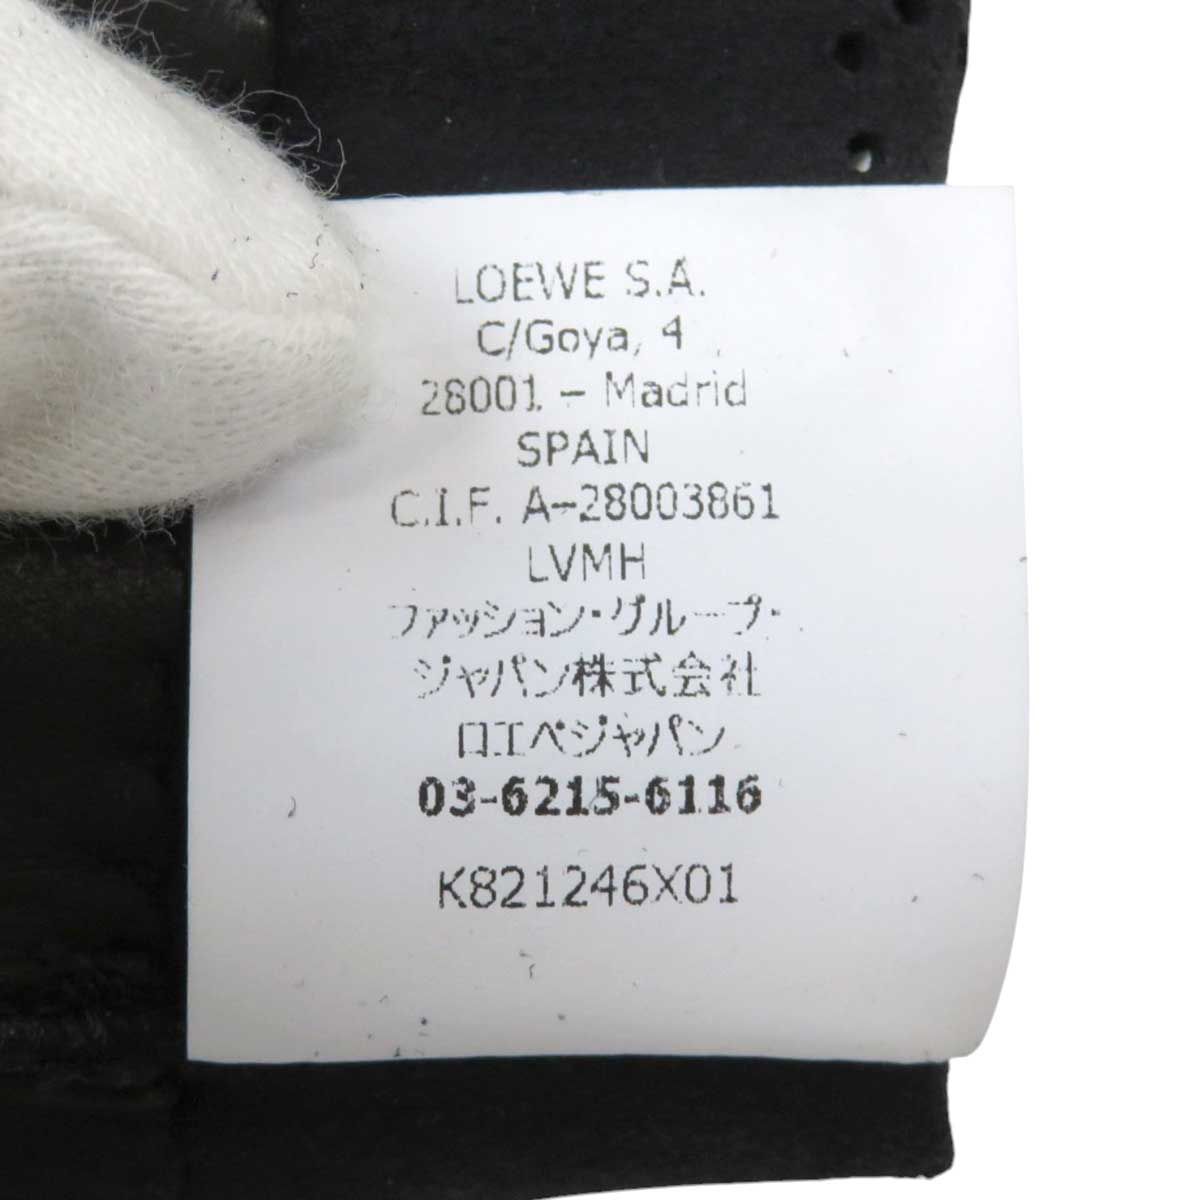 LOEWE S.A.
C/Goya, 4
28001 – Madrid
SPAIN
C.I.F. A-28003861
LVMH
ファッション・グループ・
ジャパン株式会社
ロエベジャパン
03-6215-6116
K821246X01